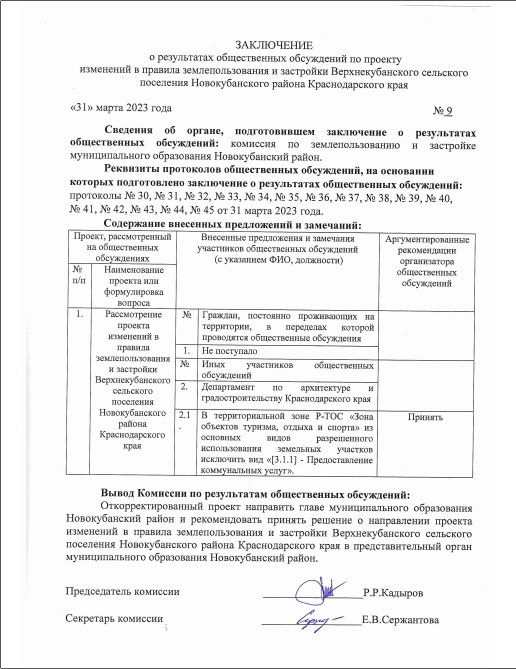 ЗАКЛЮЧЕНИЕ
о результатах общественных обсуждений по проекту
изменений в правила землепользования и застройки Верхнекубанского сельского
поселения Новокубанского района Краснодарского края
«31» марта 2023 года № 9
Сведения об органе, подготовившем заключение о результатах
общественных обсуждений: комиссия по землепользованию и застройке
муниципального образования Новокубанский район.
Реквизиты протоколов общественных обсуждений, на основании
которых подготовлено заключение о результатах общественных обсуждений:
протоколы № 30, № 31, № 32, № 33, № 34, № 35, № 36, № 37, № 38, № 39, № 40,
№ 41, № 42, № 43, № 44, № 45 от 31 марта 2023 года.
Содержание внесенных предложений и замечаний:
Проект, рассмотренный
на общественных
обсуждениях
№
п/п
Наименование
проекта или
формулировка
вопроса
Внесенные предложения и замечания
участников общественных обсуждений
(с указанием ФИО, должности)
Аргументированные
рекомендации
организатора
общественных
обсуждений
1.
Рассмотрение
проекта
изменений в
правила
землепользования
и застройки
Верхнекубанского
сельского
поселения
Новокубанского
района
Краснодарского
края
№ Граждан, постоянно проживающих на
территории, в пределах которой
проводятся общественные обсуждения
1. Не поступало
№ Иных участников общественных
обсуждений
2. Департамент по архитектуре и
градостроительству Краснодарского края
2.1
.
В территориальной зоне Р-ТОС «Зона
объектов туризма, отдыха и спорта» из
основных видов разрешенного
использования земельных участков
исключить вид «[3.1.1] - Предоставление
коммунальных услуг».
Принять
Вывод Комиссии по результатам общественных обсуждений:
Откорректированный проект направить главе муниципального образования
Новокубанский район и рекомендовать принять решение о направлении проекта
изменений в правила землепользования и застройки Верхнекубанского сельского
поселения Новокубанского района Краснодарского края в представительный орган
муниципального образования Новокубанский район.
Председатель комиссии Р.Р.Кадыров
Секретарь комиссии Е.В.Сержантова